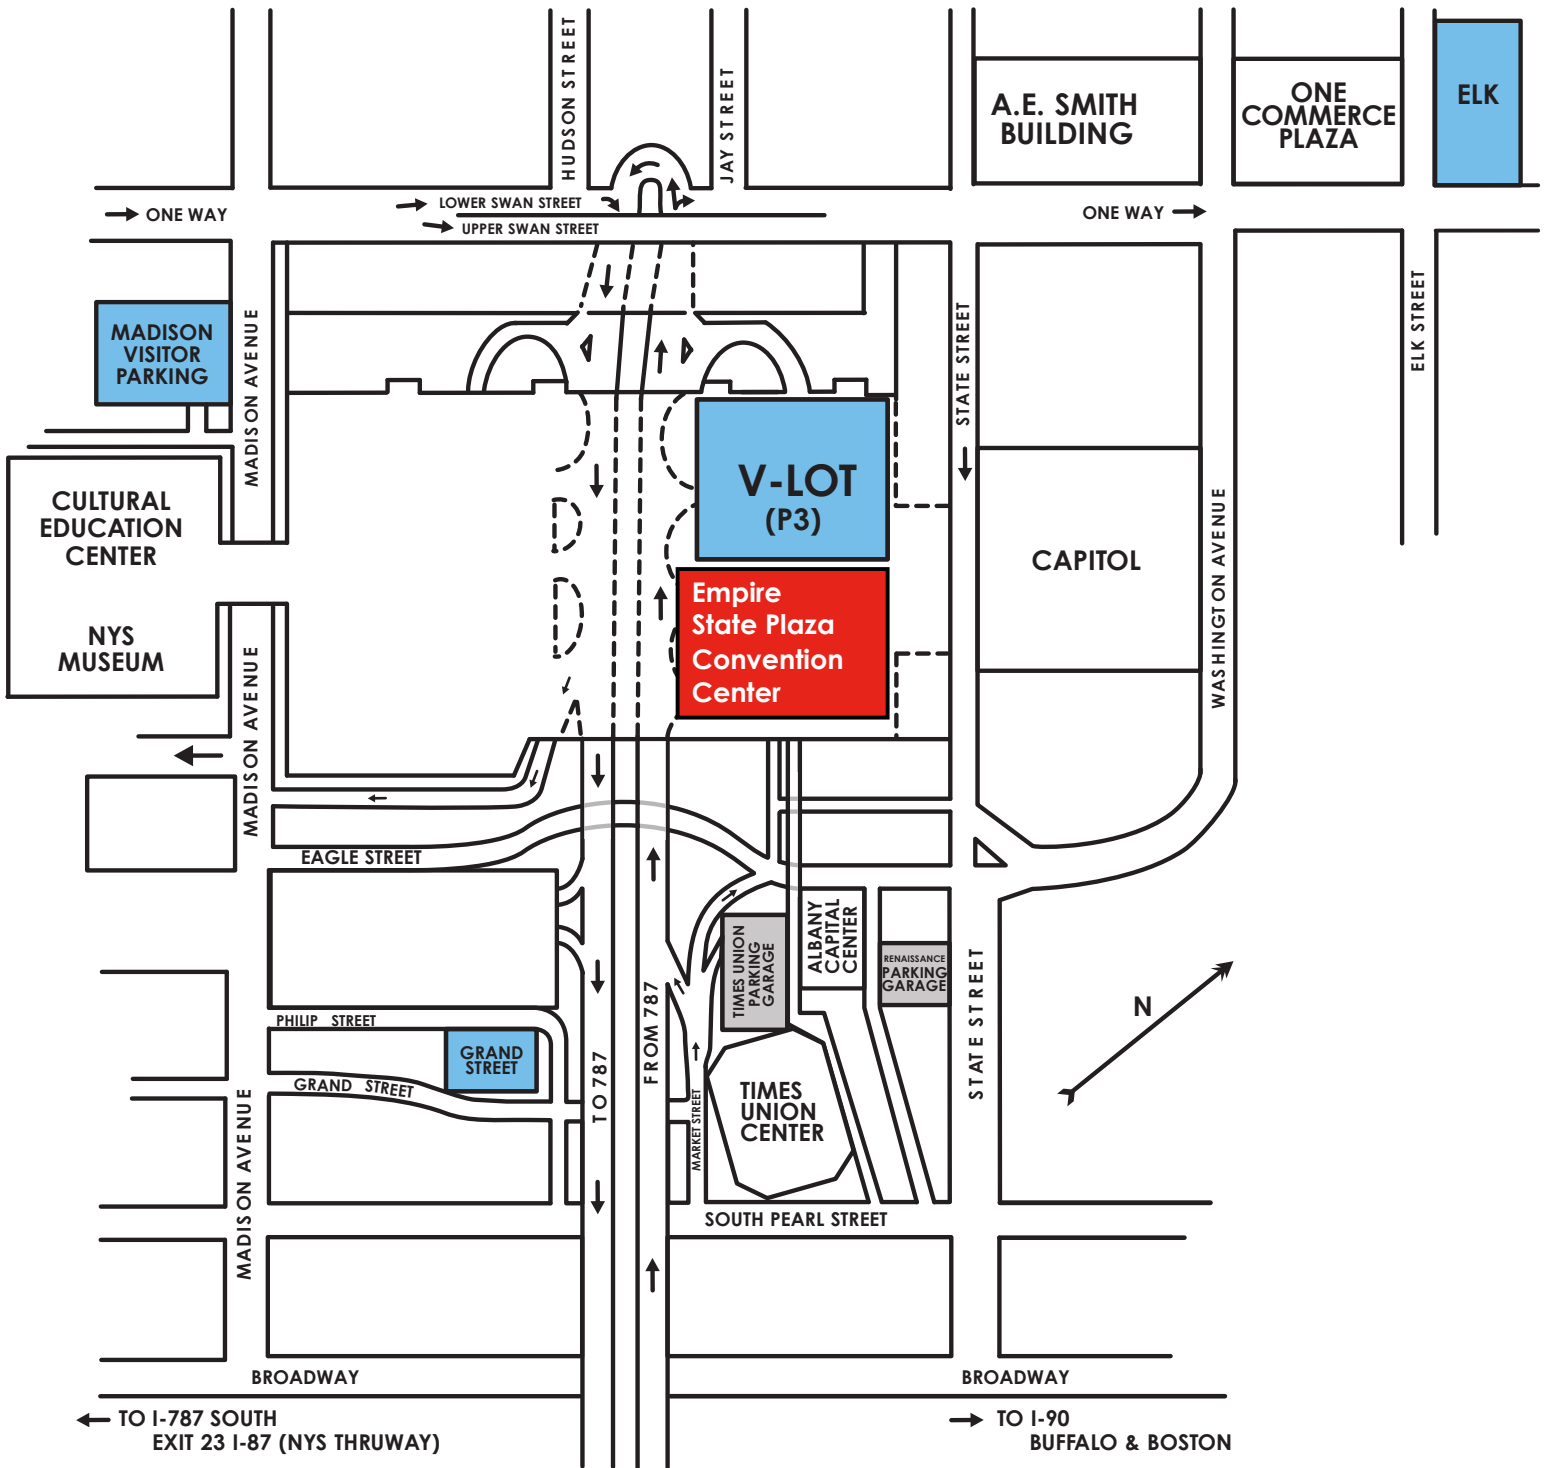 HUDSON STREET
JAY STREET
A.E. SMITH
BUILDING
ONE
COMMERCE
PLAZA
ELK
ONE WAY
LOWER SWAN STREET
UPPER SWAN STREET
ONE WAY
MADISON
VISITOR
PARKING
MADISON AVENUE
STATE STREET
ELK STREET
V-LOT
(P3)
CULTURAL
EDUCATION
CENTER
NYS
MUSEUM
CAPITOL
WASHINGTON AVENUE
Empire
State Plaza
Convention
Center
MADISON AVENUE
EAGLE STREET
TIMES UNION
PARKING
GARAGE
ALBANY
CAPITAL
CENTER
RENAISSANCE
PARKING
GARAGE
STATE STREET
N
PHILIP STREET
GRAND
STREET
GRAND STREET
TO 787
FROM 787
MARKET STREET
TIMES
UNION
CENTER
MADISON AVENUE
SOUTH PEARL STREET
BROADWAY
BROADWAY
TO I-787 SOUTH
EXIT 23 I-87 (NYS THRUWAY)
TO I-90
BUFFALO & BOSTON